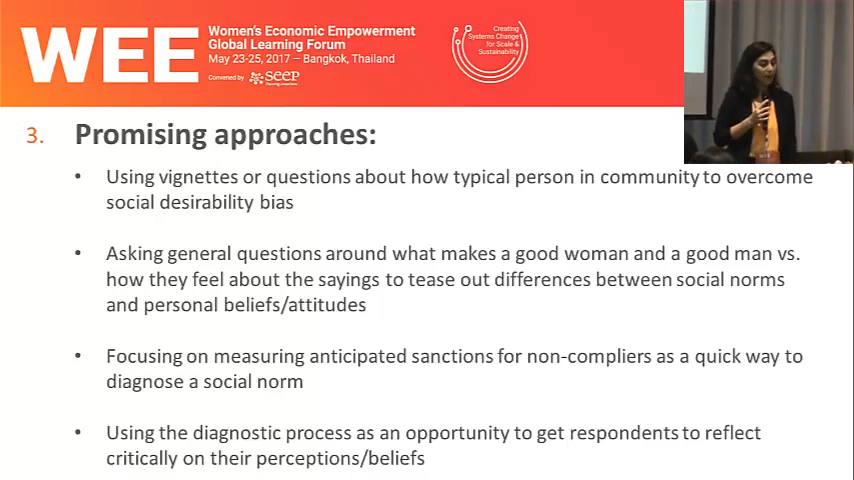 WEE
Women's Economic Empowerment
Global Learning Forum
May 23-25, 2017 – Bangkok, Thailand
Convened by SEEP
Creating
Systems Change
for Scale &
Sustainability
3. Promising approaches:
• Using vignettes or questions about how typical person in community to overcome
social desirability bias
• Asking general questions around what makes a good woman and a good man vs.
how they feel about the sayings to tease out differences between social norms
and personal beliefs/attitudes
• Focusing on measuring anticipated sanctions for non-compliers as a quick way to
diagnose a social norm
• Using the diagnostic process as an opportunity to get respondents to reflect
critically on their perceptions/beliefs